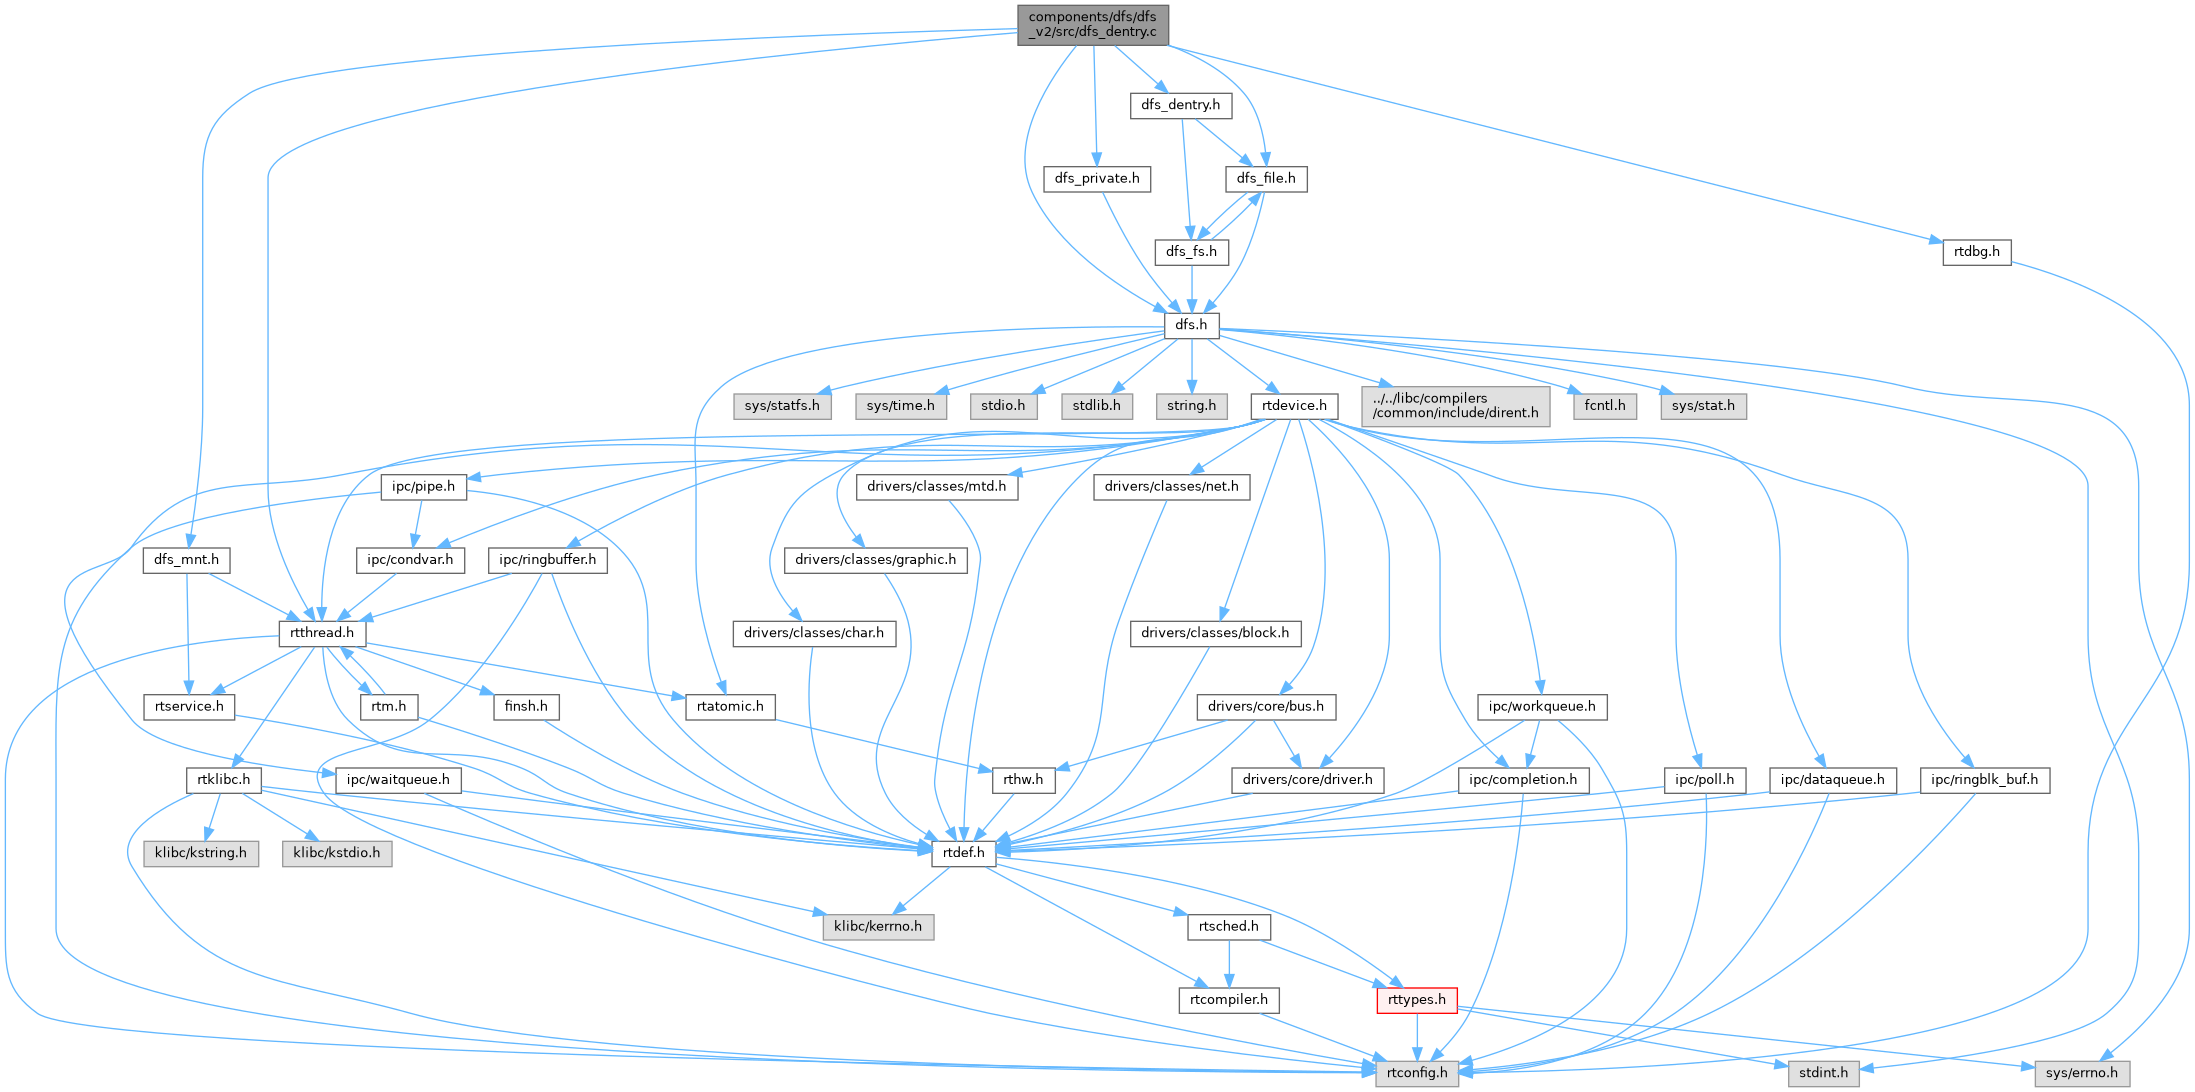 components/dfs/dfs
_v2/src/dfs_dentry.c
dfs_dentry.h
dfs_private.h
dfs_file.h
dfs_fs.h
rtdbg.h
dfs.h
sys/statfs.h
sys/time.h
stdio.h
stdlib.h
string.h
rtdevice.h
../../libc/compilers
/common/include/dirent.h
fcntl.h
sys/stat.h
ipc/pipe.h
drivers/classes/mtd.h
drivers/classes/net.h
dfs_mnt.h
ipc/condvar.h
ipc/ringbuffer.h
drivers/classes/graphic.h
rtthread.h
drivers/classes/char.h
drivers/classes/block.h
rtservice.h
rtm.h
finsh.h
rtatomic.h
drivers/core/bus.h
ipc/workqueue.h
rtklibc.h
ipc/waitqueue.h
rthw.h
drivers/core/driver.h
ipc/completion.h
ipc/poll.h
ipc/dataqueue.h
ipc/ringblk_buf.h
klibc/kstring.h
klibc/kstdio.h
rtdef.h
klibc/kerrno.h
rtsched.h
rtcompiler.h
rttypes.h
rtconfig.h
stdint.h
sys/errno.h